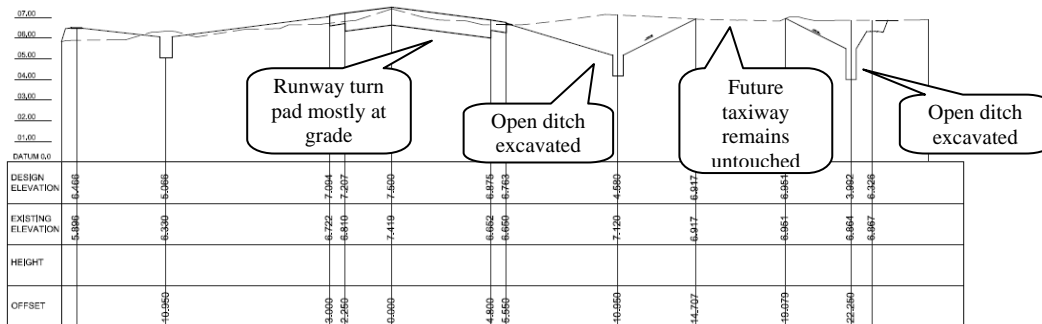 07.00
06.00
05.00
04.00
03.00
02.00
01.00
DATUM 0.0
Runway turn
pad mostly at
grade
Open ditch
excavated
Future
taxiway
remains
untouched
Open ditch
excavated
DESIGN
ELEVATION
6.466
5.066
7.094
7.207
7.500
6.875
6.763
4.580
6.917
6.951
3.992
6.326
EXISTING
ELEVATION
5.896
6.330
6.722
6.810
7.419
6.652
6.650
7.120
6.917
6.951
6.864
6.867
HEIGHT
OFFSET
10.950
3.000
2.250
0.000
4.800
5.550
10.950
14.707
19.079
22.250